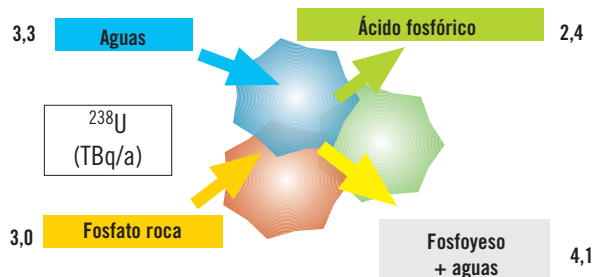 3,3
Aguas
Ácido fosfórico
2,4
²³⁸U
(TBq/a)
3,0
Fosfato roca
Fosfoyeso
+ aguas
4,1